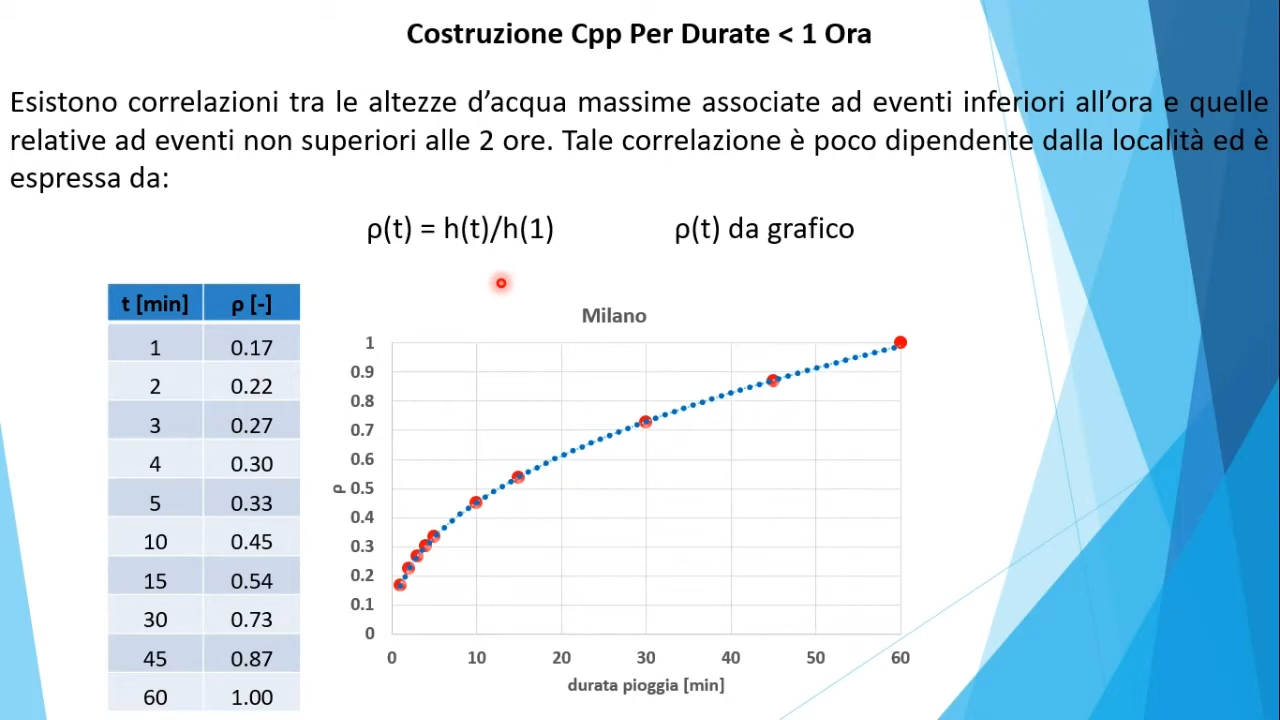 Costruzione Cpp Per Durate < 1 Ora
Esistono correlazioni tra le altezze d’acqua massime associate ad eventi inferiori all’ora e quelle
relative ad eventi non superiori alle 2 ore. Tale correlazione è poco dipendente dalla località ed è
espressa da:
ρ(t) = h(t)/h(1) ρ(t) da grafico
t [min] ρ [-]
1 0.17
2 0.22
3 0.27
4 0.30
5 0.33
10 0.45
15 0.54
30 0.73
45 0.87
60 1.00
Milano
1
0.9
0.8
0.7
0.6
0.5
0.4
0.3
0.2
0.1
0
ρ
0 10 20 30 40 50 60
durata pioggia [min]